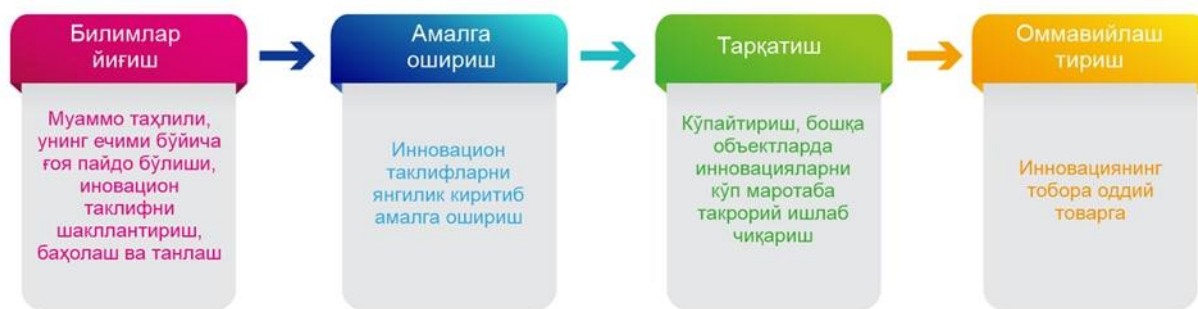 Билимлар
йиғиш
Муаммо таҳлили,
унинг ечими бўйича
ғоя пайдо бўлиши,
иновацион
таклифни
шакллантириш,
баҳолаш ва танлаш
Амалга
ошириш
Инновацион
таклифларни
янгилик киритиб
амалга ошириш
Тарқатиш
Кўпайтириш, бошқа
объектларда
инновацияларни
кўп маротаба
такрорий ишлаб
чиқариш
Оммавийлаш
тириш
Инновациянинг
тобора оддий
товарга